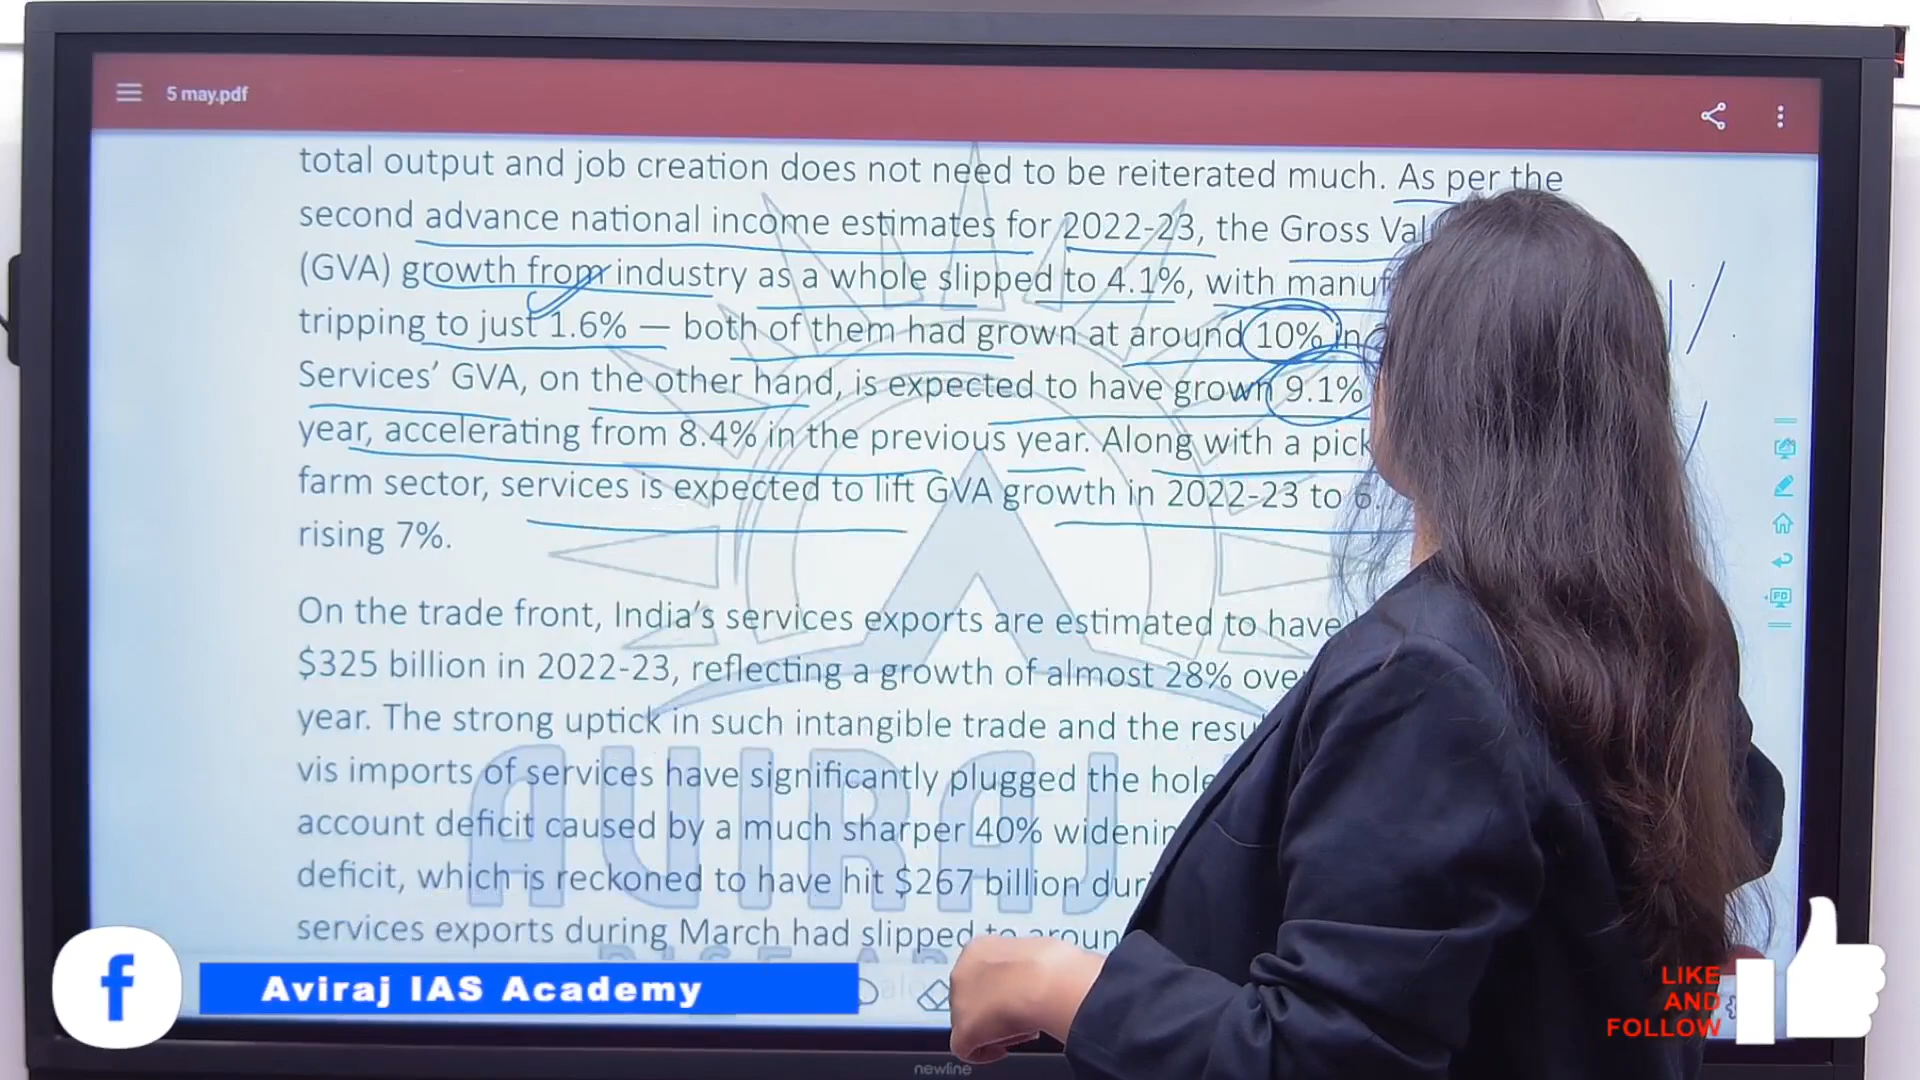 5 may.pdf
total output and job creation does not need to be reiterated much. As per the
second advance national income estimates for 2022-23, the Gross Val
(GVA) growth from industry as a whole slipped to 4.1%, with manuf
tripping to just 1.6% — both of them had grown at around 10% in
Services’ GVA, on the other hand, is expected to have grown 9.1%
year, accelerating from 8.4% in the previous year. Along with a pick
farm sector, services is expected to lift GVA growth in 2022-23 to 6.
rising 7%.
On the trade front, India’s services exports are estimated to have
$325 billion in 2022-23, reflecting a growth of almost 28% ove
year. The strong uptick in such intangible trade and the resu
vis imports of services have significantly plugged the hole
account deficit caused by a much sharper 40% widenin
deficit, which is reckoned to have hit $267 billion duri
services exports during March had slipped to aroun
AVIRAJ
Aviraj IAS Academy
LIKE
AND
FOLLOW
newline